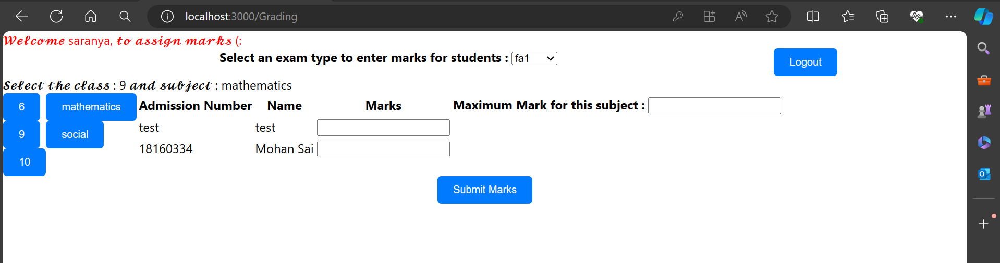 localhost:3000/Grading
Welcome saranya, to assign marks (:
Select an exam type to enter marks for students : fa1
Logout
Select the class : 9 and subject : mathematics
6 mathematics Admission Number Name Marks Maximum Mark for this subject :
test test
9 social
18160334 Mohan Sai
10
Submit Marks